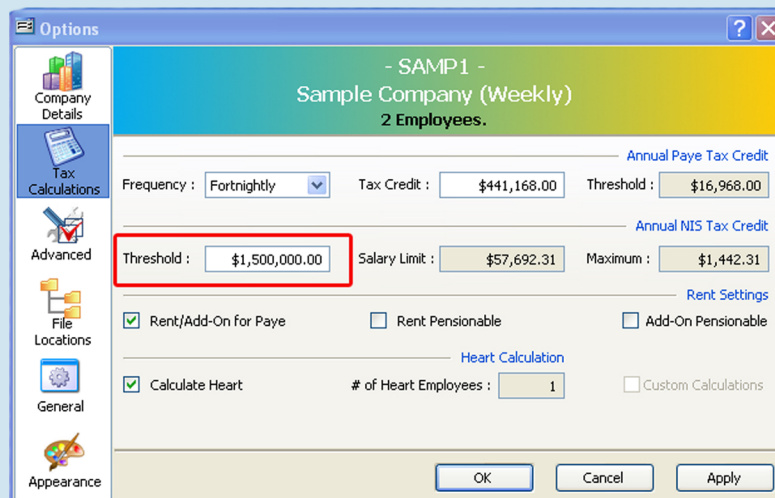 Options
?
X
Company
Details
Tax
Calculations
Advanced
File
Locations
General
Appearance
- SAMP1 -
Sample Company (Weekly)
2 Employees.
Annual Paye Tax Credit
Frequency : Fortnightly Tax Credit : $441,168.00 Threshold : $16,968.00
Annual NIS Tax Credit
Threshold : $1,500,000.00 Salary Limit : $57,692.31 Maximum : $1,442.31
Rent Settings
Rent/Add-On for Paye Rent Pensionable Add-On Pensionable
Heart Calculation
Calculate Heart # of Heart Employees : 1 Custom Calculations
OK Cancel Apply